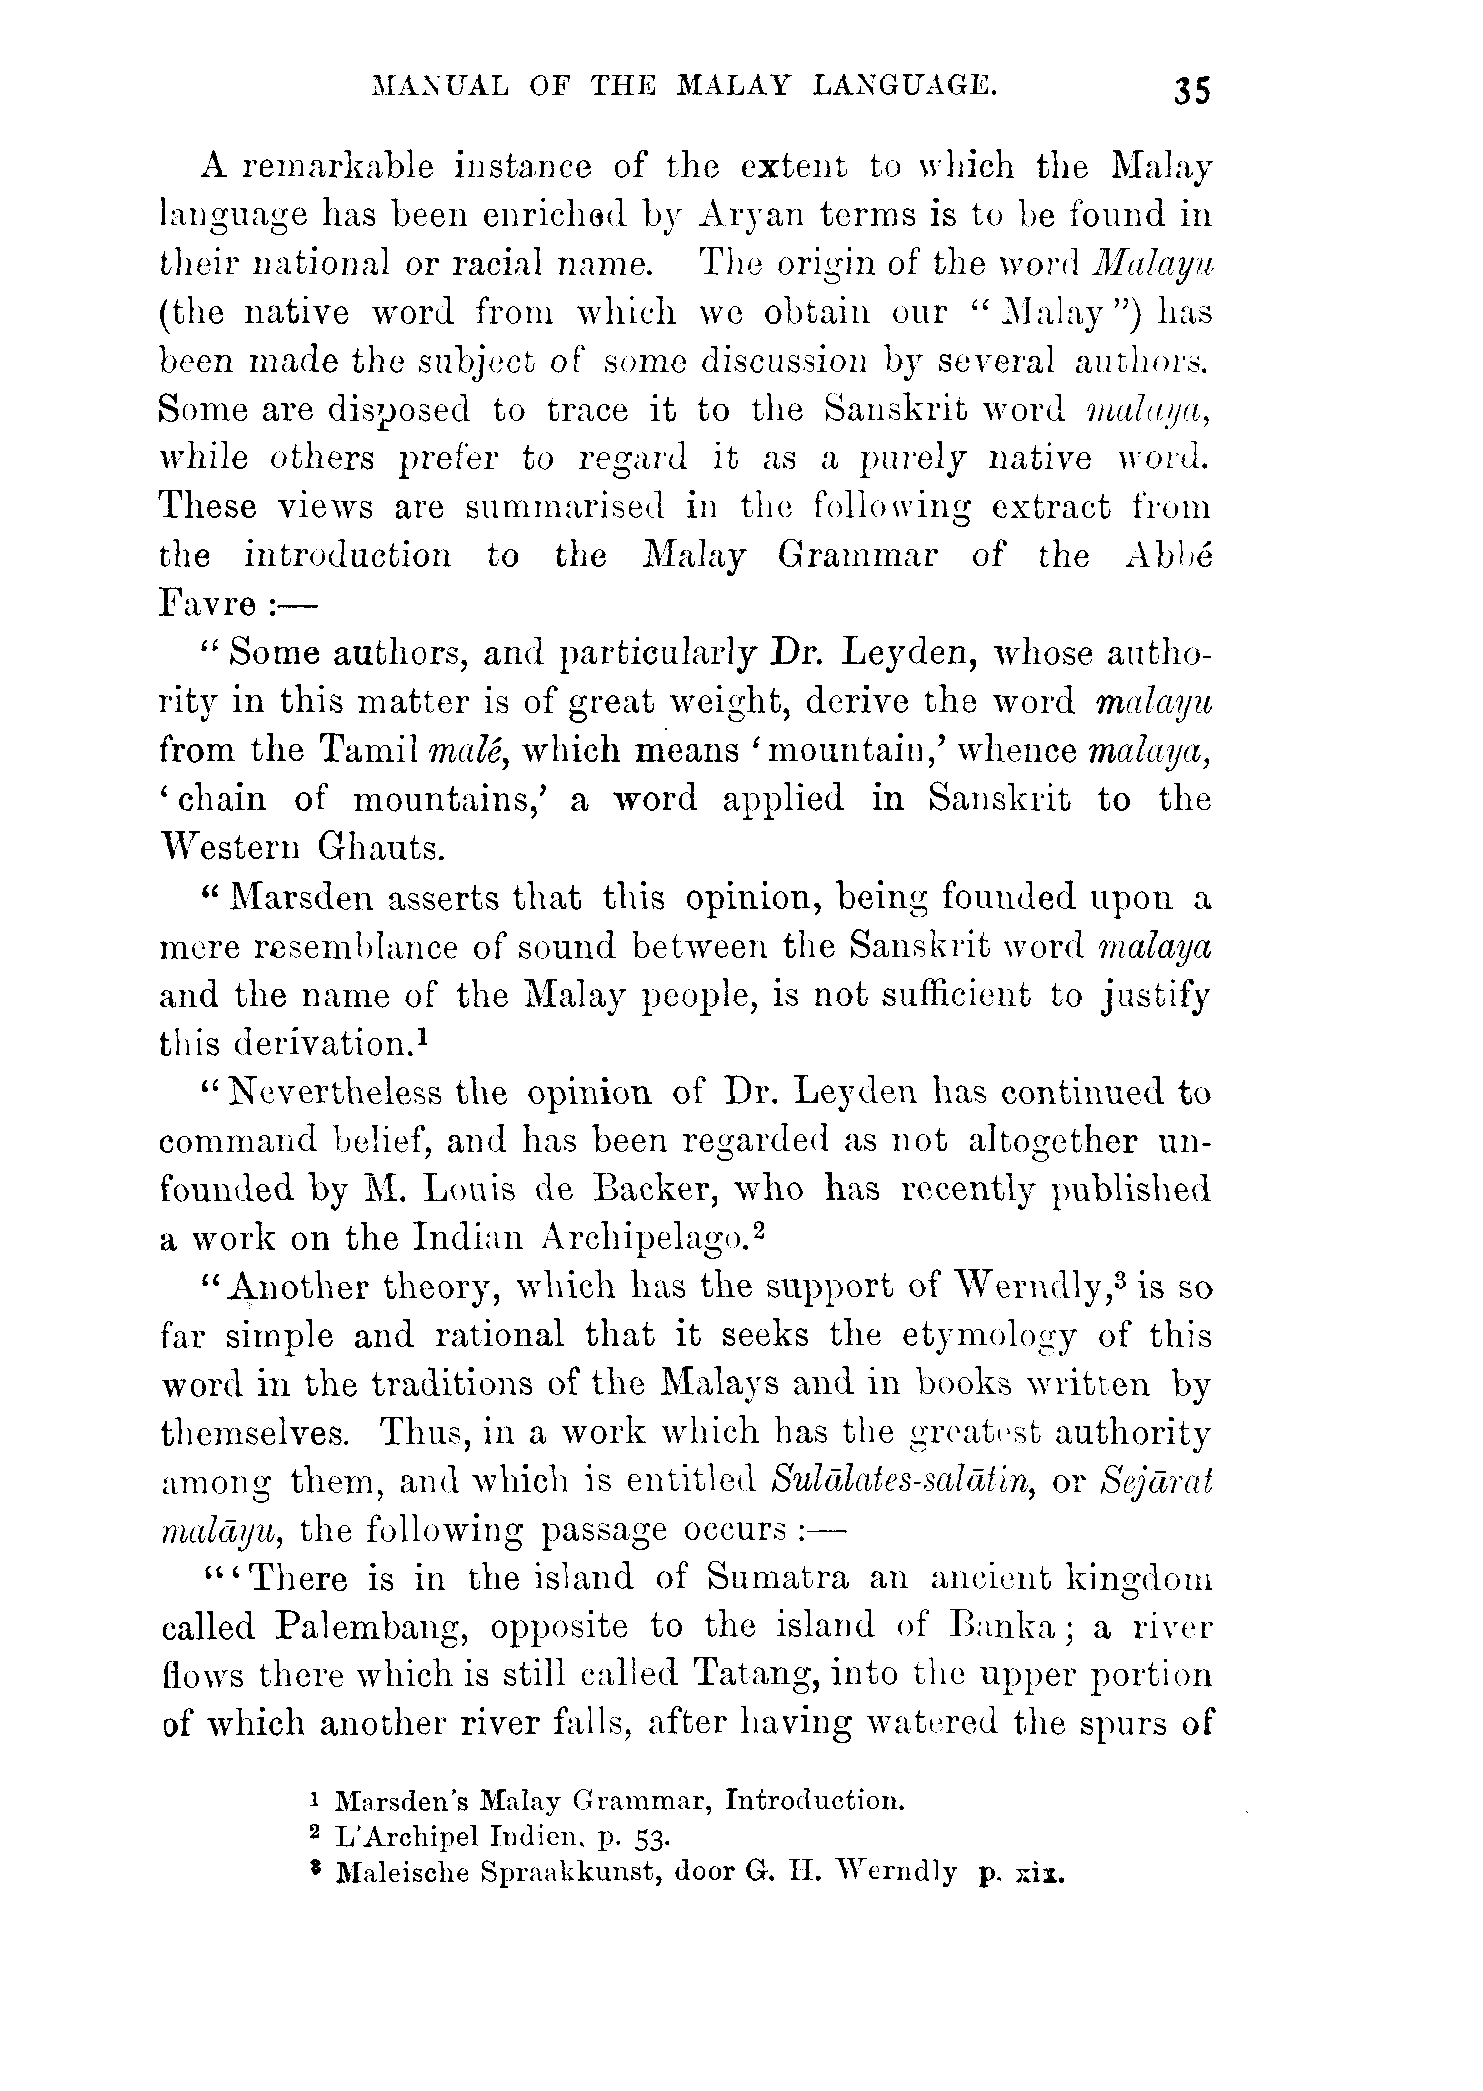 MANUAL OF THE MALAY LANGUAGE. 35
A remarkable instance of the extent to which the Malay
language has been enriched by Aryan terms is to be found in
their national or racial name. The origin of the word Malayu
(the native word from which we obtain our “Malay”) has
been made the subject of some discussion by several authors.
Some are disposed to trace it to the Sanskrit word malaya,
while others prefer to regard it as a purely native word.
These views are summarised in the following extract from
the introduction to the Malay Grammar of the Abbé
Favre :—
“Some authors, and particularly Dr. Leyden, whose autho-
rity in this matter is of great weight, derive the word malayu
from the Tamil malé, which means ‘mountain,’ whence malaya,
‘chain of mountains,’ a word applied in Sanskrit to the
Western Ghauts.
“Marsden asserts that this opinion, being founded upon a
mere resemblance of sound between the Sanskrit word malaya
and the name of the Malay people, is not sufficient to justify
this derivation.¹
“Nevertheless the opinion of Dr. Leyden has continued to
command belief, and has been regarded as not altogether un-
founded by M. Louis de Backer, who has recently published
a work on the Indian Archipelago.²
“Another theory, which has the support of Werndly,³ is so
far simple and rational that it seeks the etymology of this
word in the traditions of the Malays and in books written by
themselves. Thus, in a work which has the greatest authority
among them, and which is entitled Sulālates-salātin, or Sejārat
malāyu, the following passage occurs :—
“‘There is in the island of Sumatra an ancient kingdom
called Palembang, opposite to the island of Banka; a river
flows there which is still called Tatang, into the upper portion
of which another river falls, after having watered the spurs of
¹ Marsden's Malay Grammar, Introduction.
² L'Archipel Indien, p. 53.
³ Maleische Spraakkunst, door G. H. Werndly p. xix.